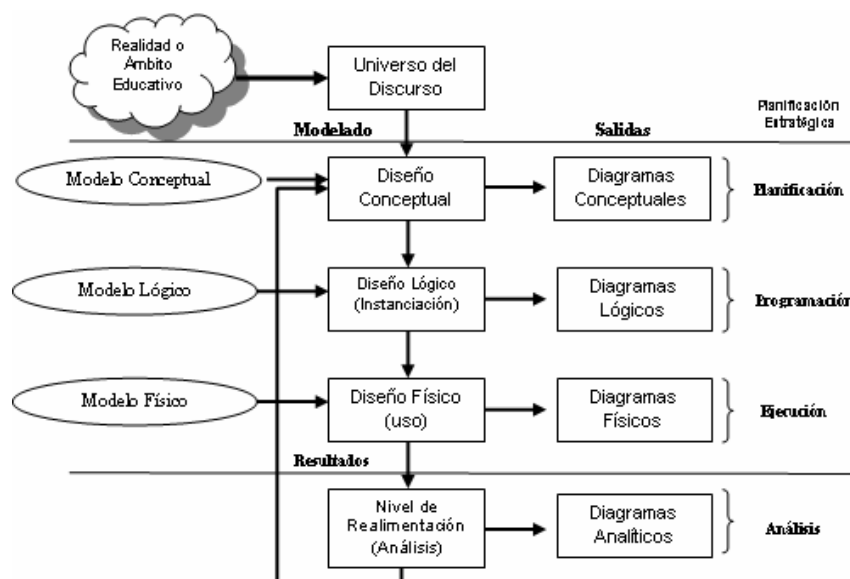 Realidad o
Ambito
Educativo
Universo del
Discurso
Planificación
Estratégica
Modelado
Salidas
Modelo Conceptual
Diseño
Conceptual
Diagramas
Conceptuales
Planificación
Modelo Lógico
Diseño Lógico
(Instanciación)
Diagramas
Lógicos
Programación
Modelo Físico
Diseño Físico
(uso)
Diagramas
Físicos
Ejecución
Resultados
Nivel de
Realimentación
(Análisis)
Diagramas
Analíticos
Análisis